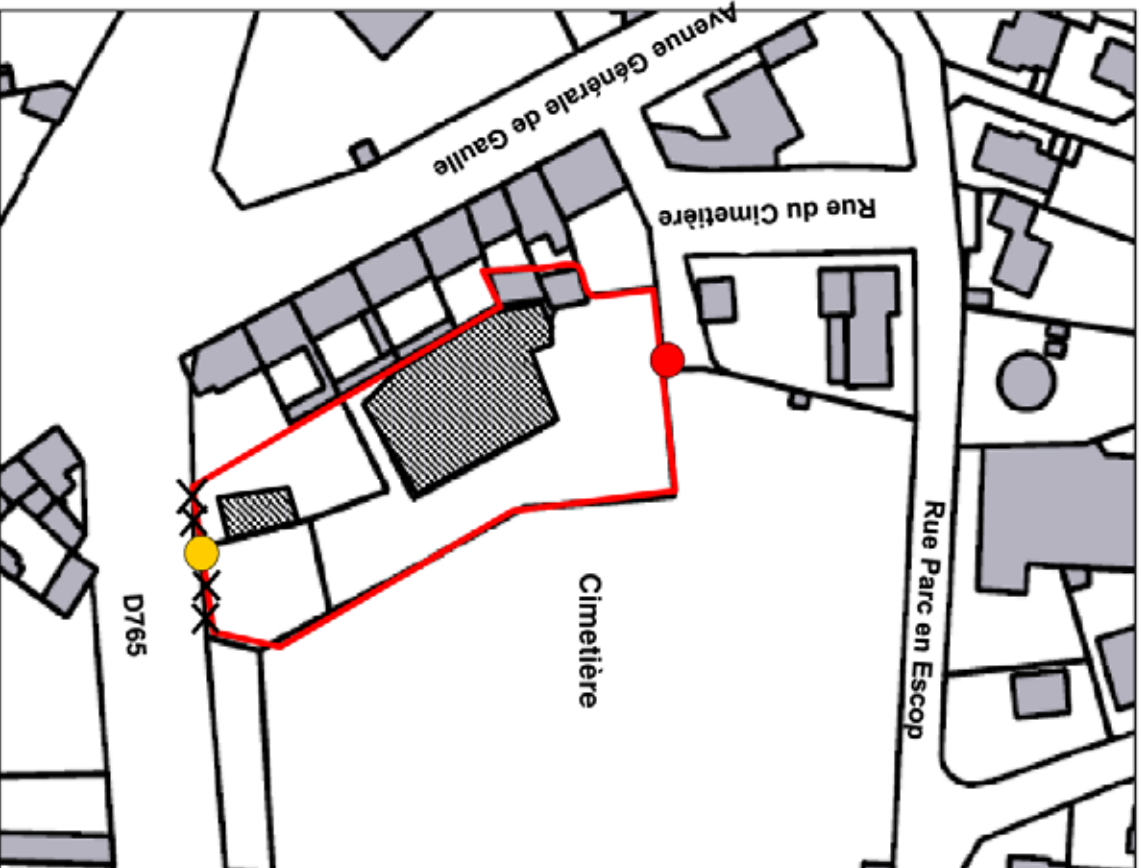 Avenue Générale de Gaulle
Rue du Cimetière
D765
Cimetière
Rue Parc en Escop